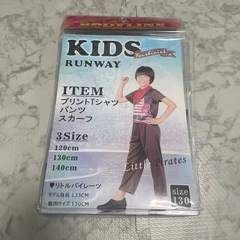 KIDS
RUNWAY
ITEM
プリントTシャツ
パンツ
スカーフ
3Size
120cm
130cm
140cm
Little Pirates
♥リトルパイレーツ
モデル身長：133CM
着用サイズ：130CM
size
130